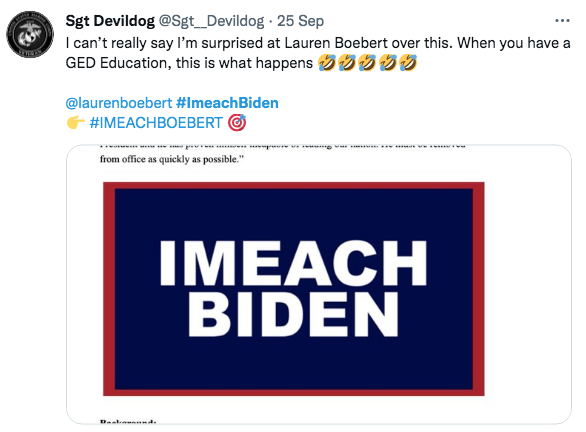 Sgt Devildog @Sgt__Devildog · 25 Sep
I can't really say I'm surprised at Lauren Boebert over this. When you have a
GED Education, this is what happens 🤣🤣🤣🤣🤣
@laurenboebert #ImeachBiden
👉 #IMEACHBOEBERT 🎯
from office as quickly as possible."
IMEACH
BIDEN
Background: